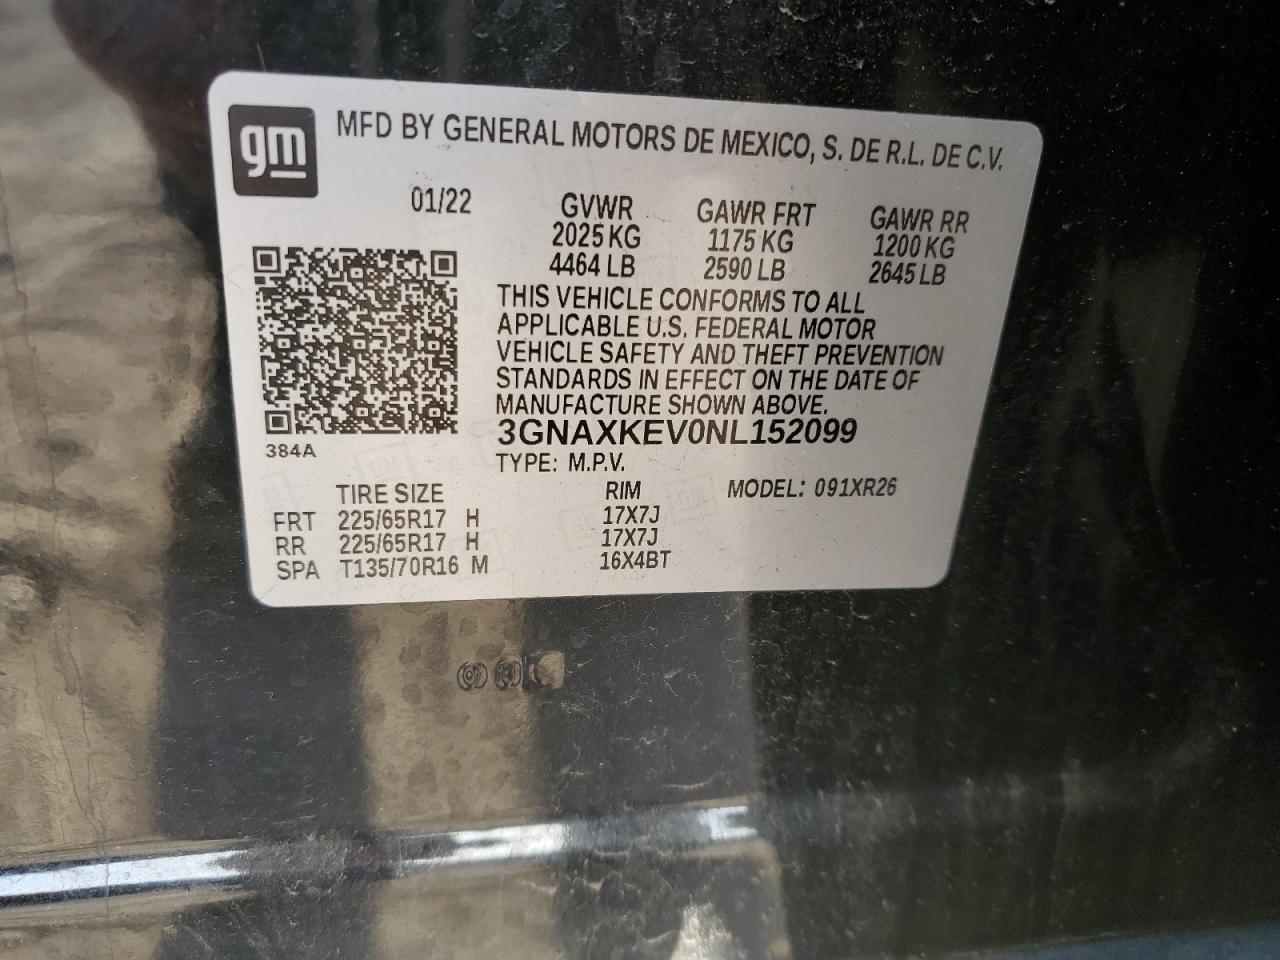 gm
MFD BY GENERAL MOTORS DE MEXICO, S. DE R.L. DE C.V.
01/22
GVWR GAWR FRT GAWR RR
2025 KG 1175 KG 1200 KG
4464 LB 2590 LB 2645 LB
THIS VEHICLE CONFORMS TO ALL
APPLICABLE U.S. FEDERAL MOTOR
VEHICLE SAFETY AND THEFT PREVENTION
STANDARDS IN EFFECT ON THE DATE OF
MANUFACTURE SHOWN ABOVE.
3GNAXKEV0NL152099
384A
TYPE: M.P.V.
TIRE SIZE RIM MODEL: 091XR26
FRT 225/65R17 H 17X7J
RR 225/65R17 H 17X7J
SPA T135/70R16 M 16X4BT